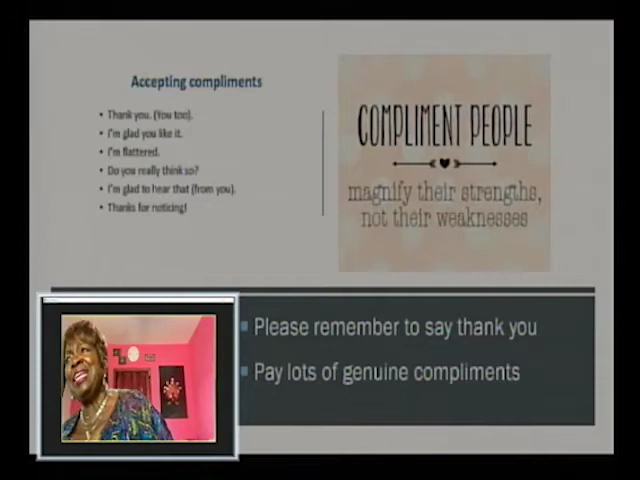 Accepting compliments
• Thank you. (You too).
• I'm glad you like it.
• I'm flattered.
• Do you really think so?
• I'm glad to hear that (from you).
• Thanks for noticing!
COMPLIMENT PEOPLE
magnify their strengths,
not their weaknesses
Please remember to say thank you
Pay lots of genuine compliments